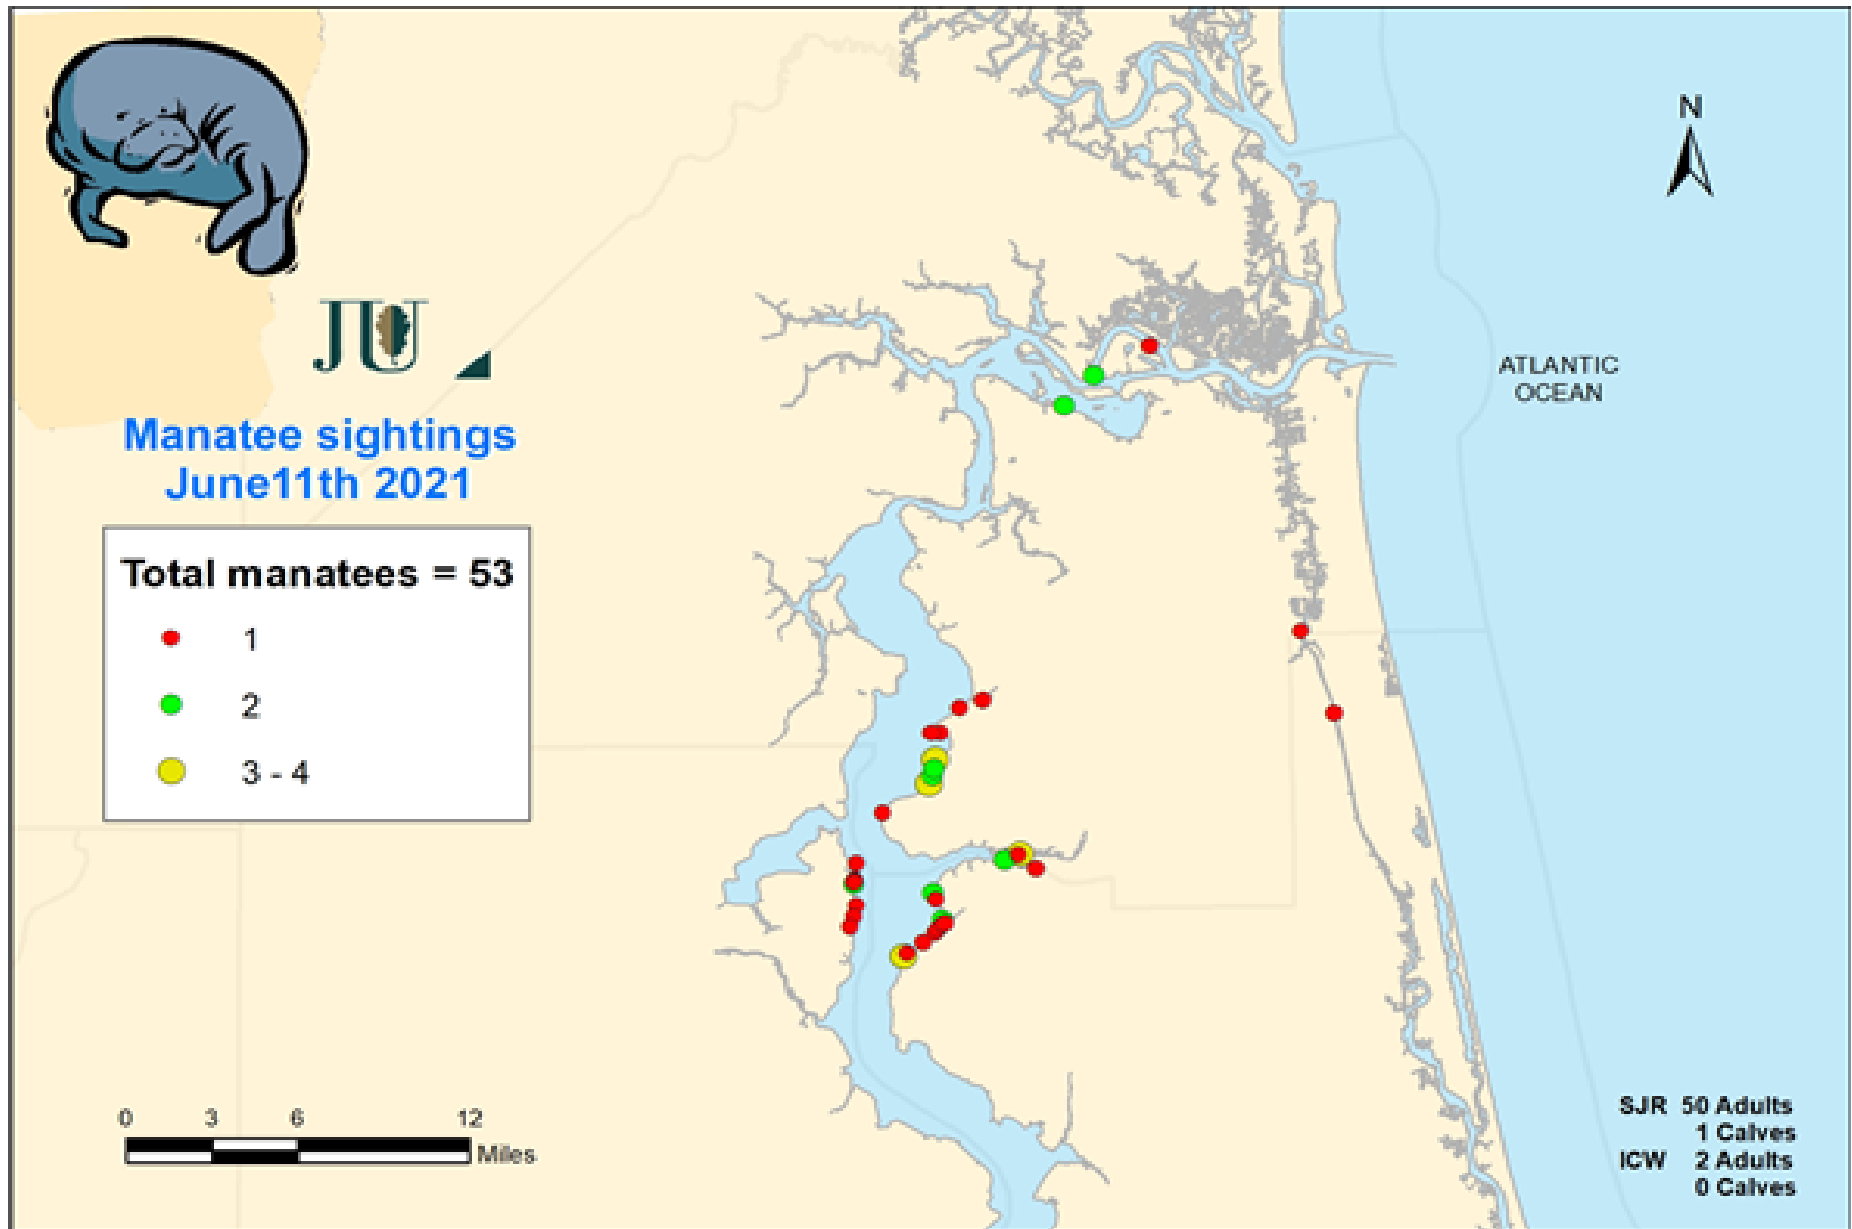 JU
Manatee sightings
June11th 2021
Total manatees = 53
1
2
3 - 4
0 3 6 12
Miles
N
ATLANTIC
OCEAN
SJR 50 Adults
1 Calves
ICW 2 Adults
0 Calves